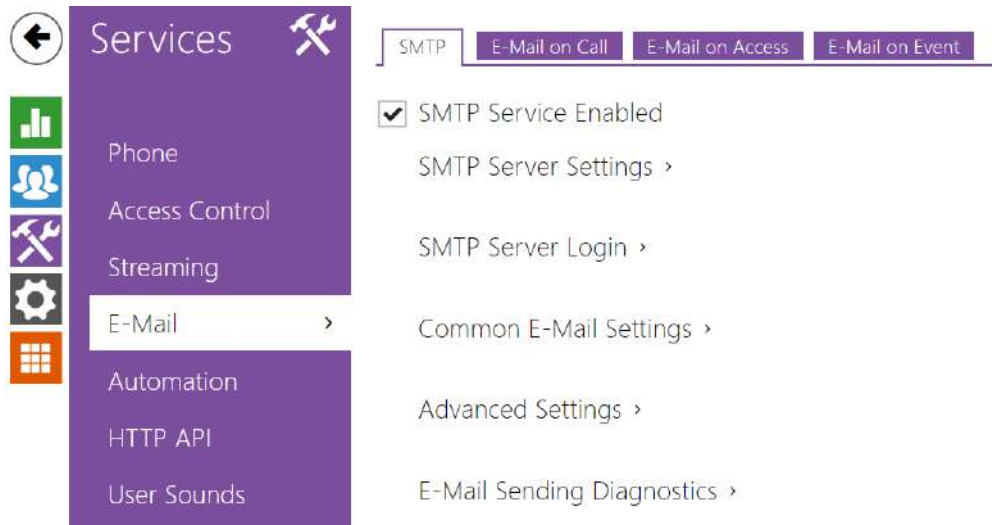 Services
Phone
Access Control
Streaming
E-Mail ›
Automation
HTTP API
User Sounds
SMTP E-Mail on Call E-Mail on Access E-Mail on Event
SMTP Service Enabled
SMTP Server Settings ›
SMTP Server Login ›
Common E-Mail Settings ›
Advanced Settings ›
E-Mail Sending Diagnostics ›